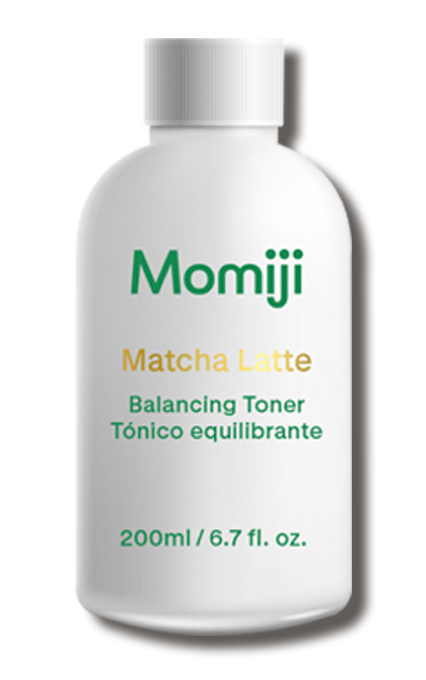 Momiji
Matcha Latte
Balancing Toner
Tónico equilibrante
200ml / 6.7 fl. oz.